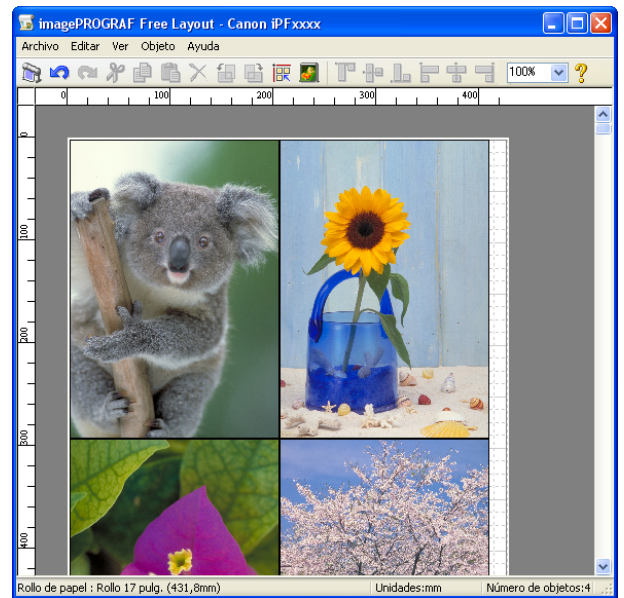 imagePROGRAF Free Layout - Canon iPFxxxx
Archivo Editar Ver Objeto Ayuda
100%
0 100 200 300 400
0
100
200
300
400
Rollo de papel : Rollo 17 pulg. (431,8mm) Unidades:mm Número de objetos:4